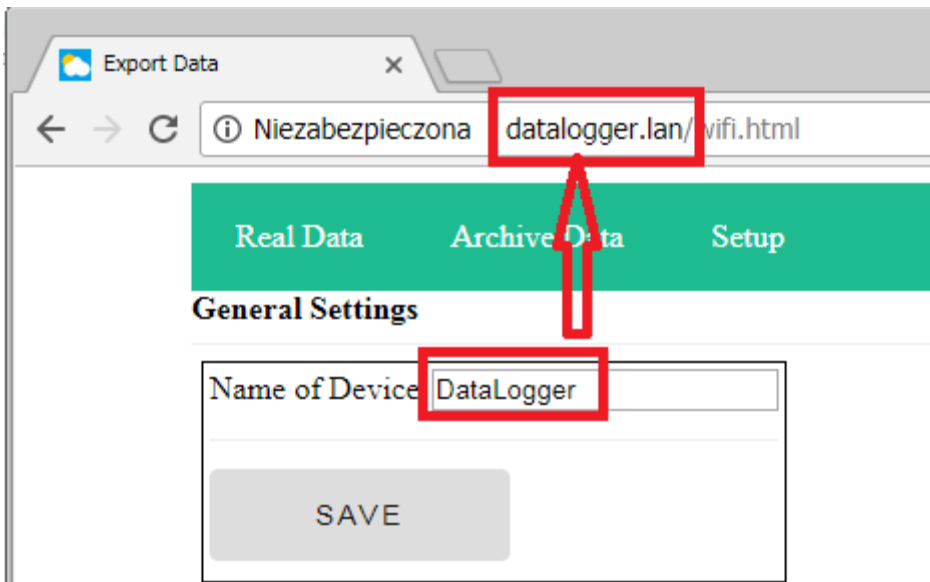 Export Data
Niezabezpieczona datalogger.lan/wifi.html
Real Data Archive Data Setup
General Settings
Name of Device DataLogger
SAVE